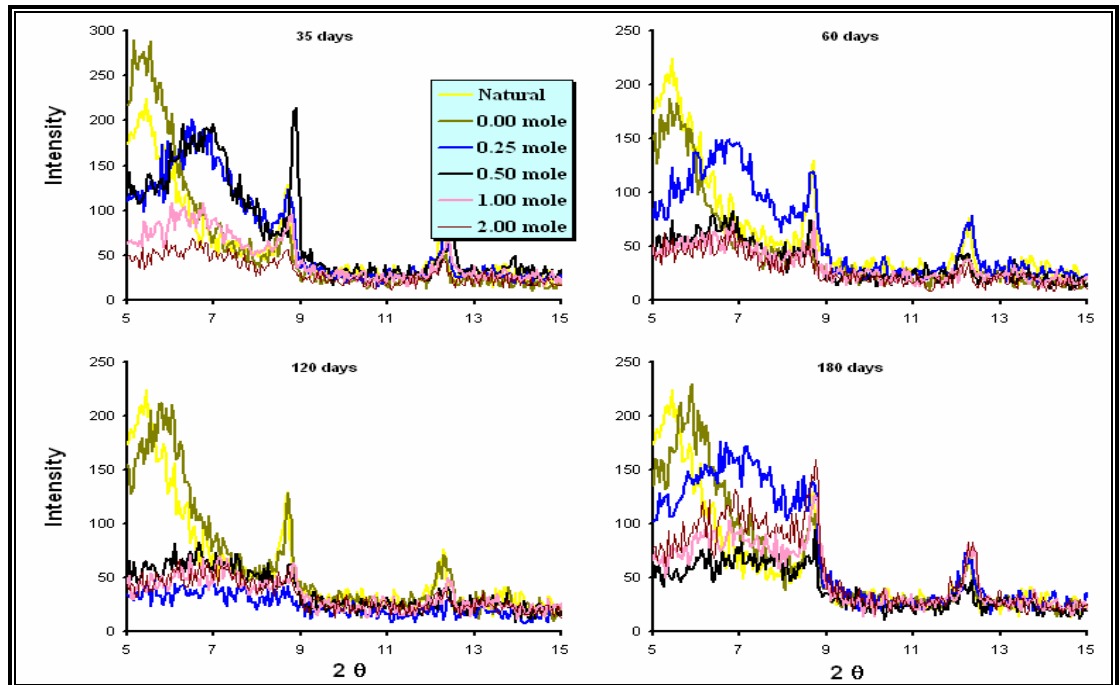 35 days
300
250
200
150
100
50
0
Intensity
5 7 9 11 13 15
Natural
0.00 mole
0.25 mole
0.50 mole
1.00 mole
2.00 mole
60 days
250
200
150
100
50
0
5 7 9 11 13 15
120 days
250
200
150
100
50
0
Intensity
5 7 9 11 13 15
2 θ
180 days
250
200
150
100
50
0
5 7 9 11 13 15
2 θ